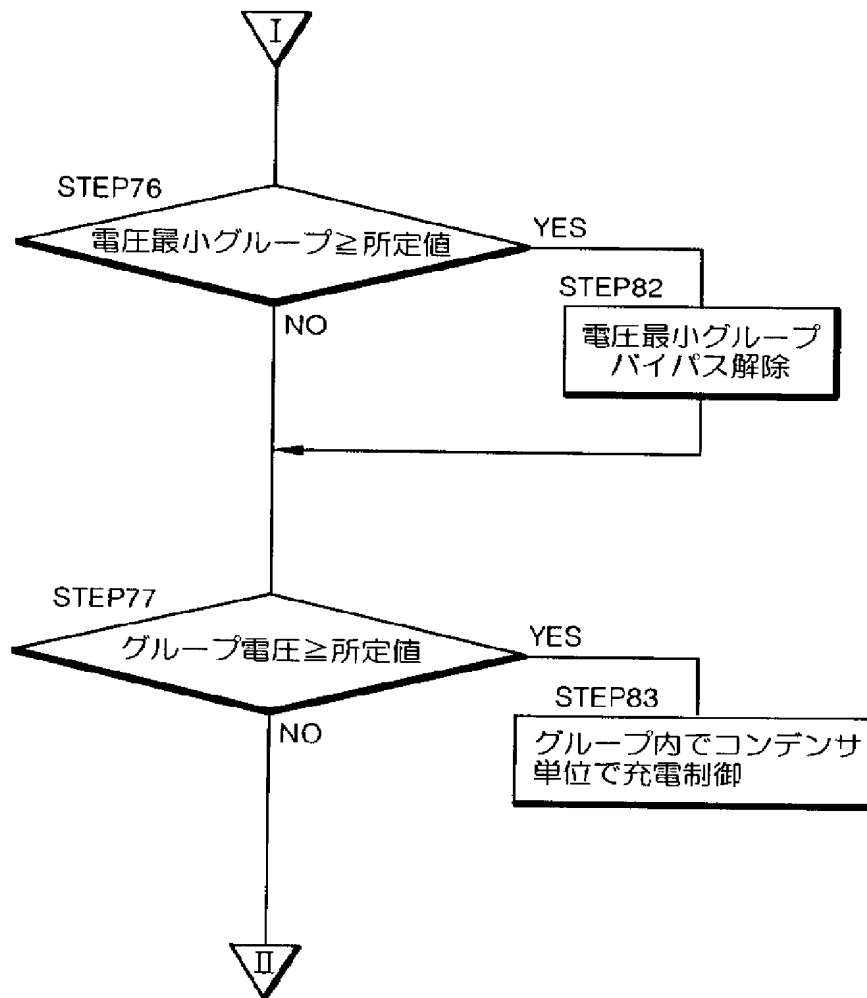 I
STEP76
電圧最小グループ≧所定値
YES
NO
STEP82
電圧最小グループ
バイパス解除
STEP77
グループ電圧≧所定値
YES
NO
STEP83
グループ内でコンデンサ
単位で充電制御
II